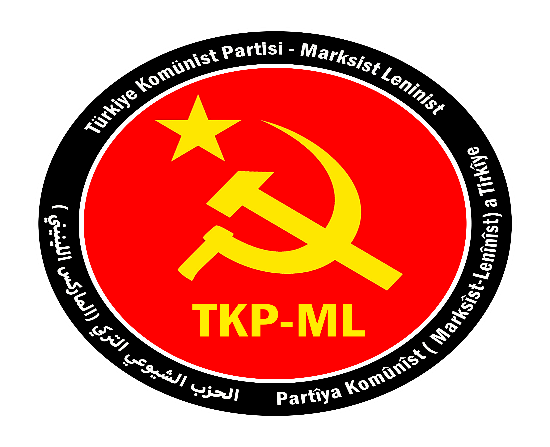 Türkiye Komünist Partisi - Marksist Leninist
TKP-ML
Partîya Komûnîst ( Marksîst-Lenînîst) a Tirkîye
الحزب الشيوعي التركي (الماركسي اللينيني)